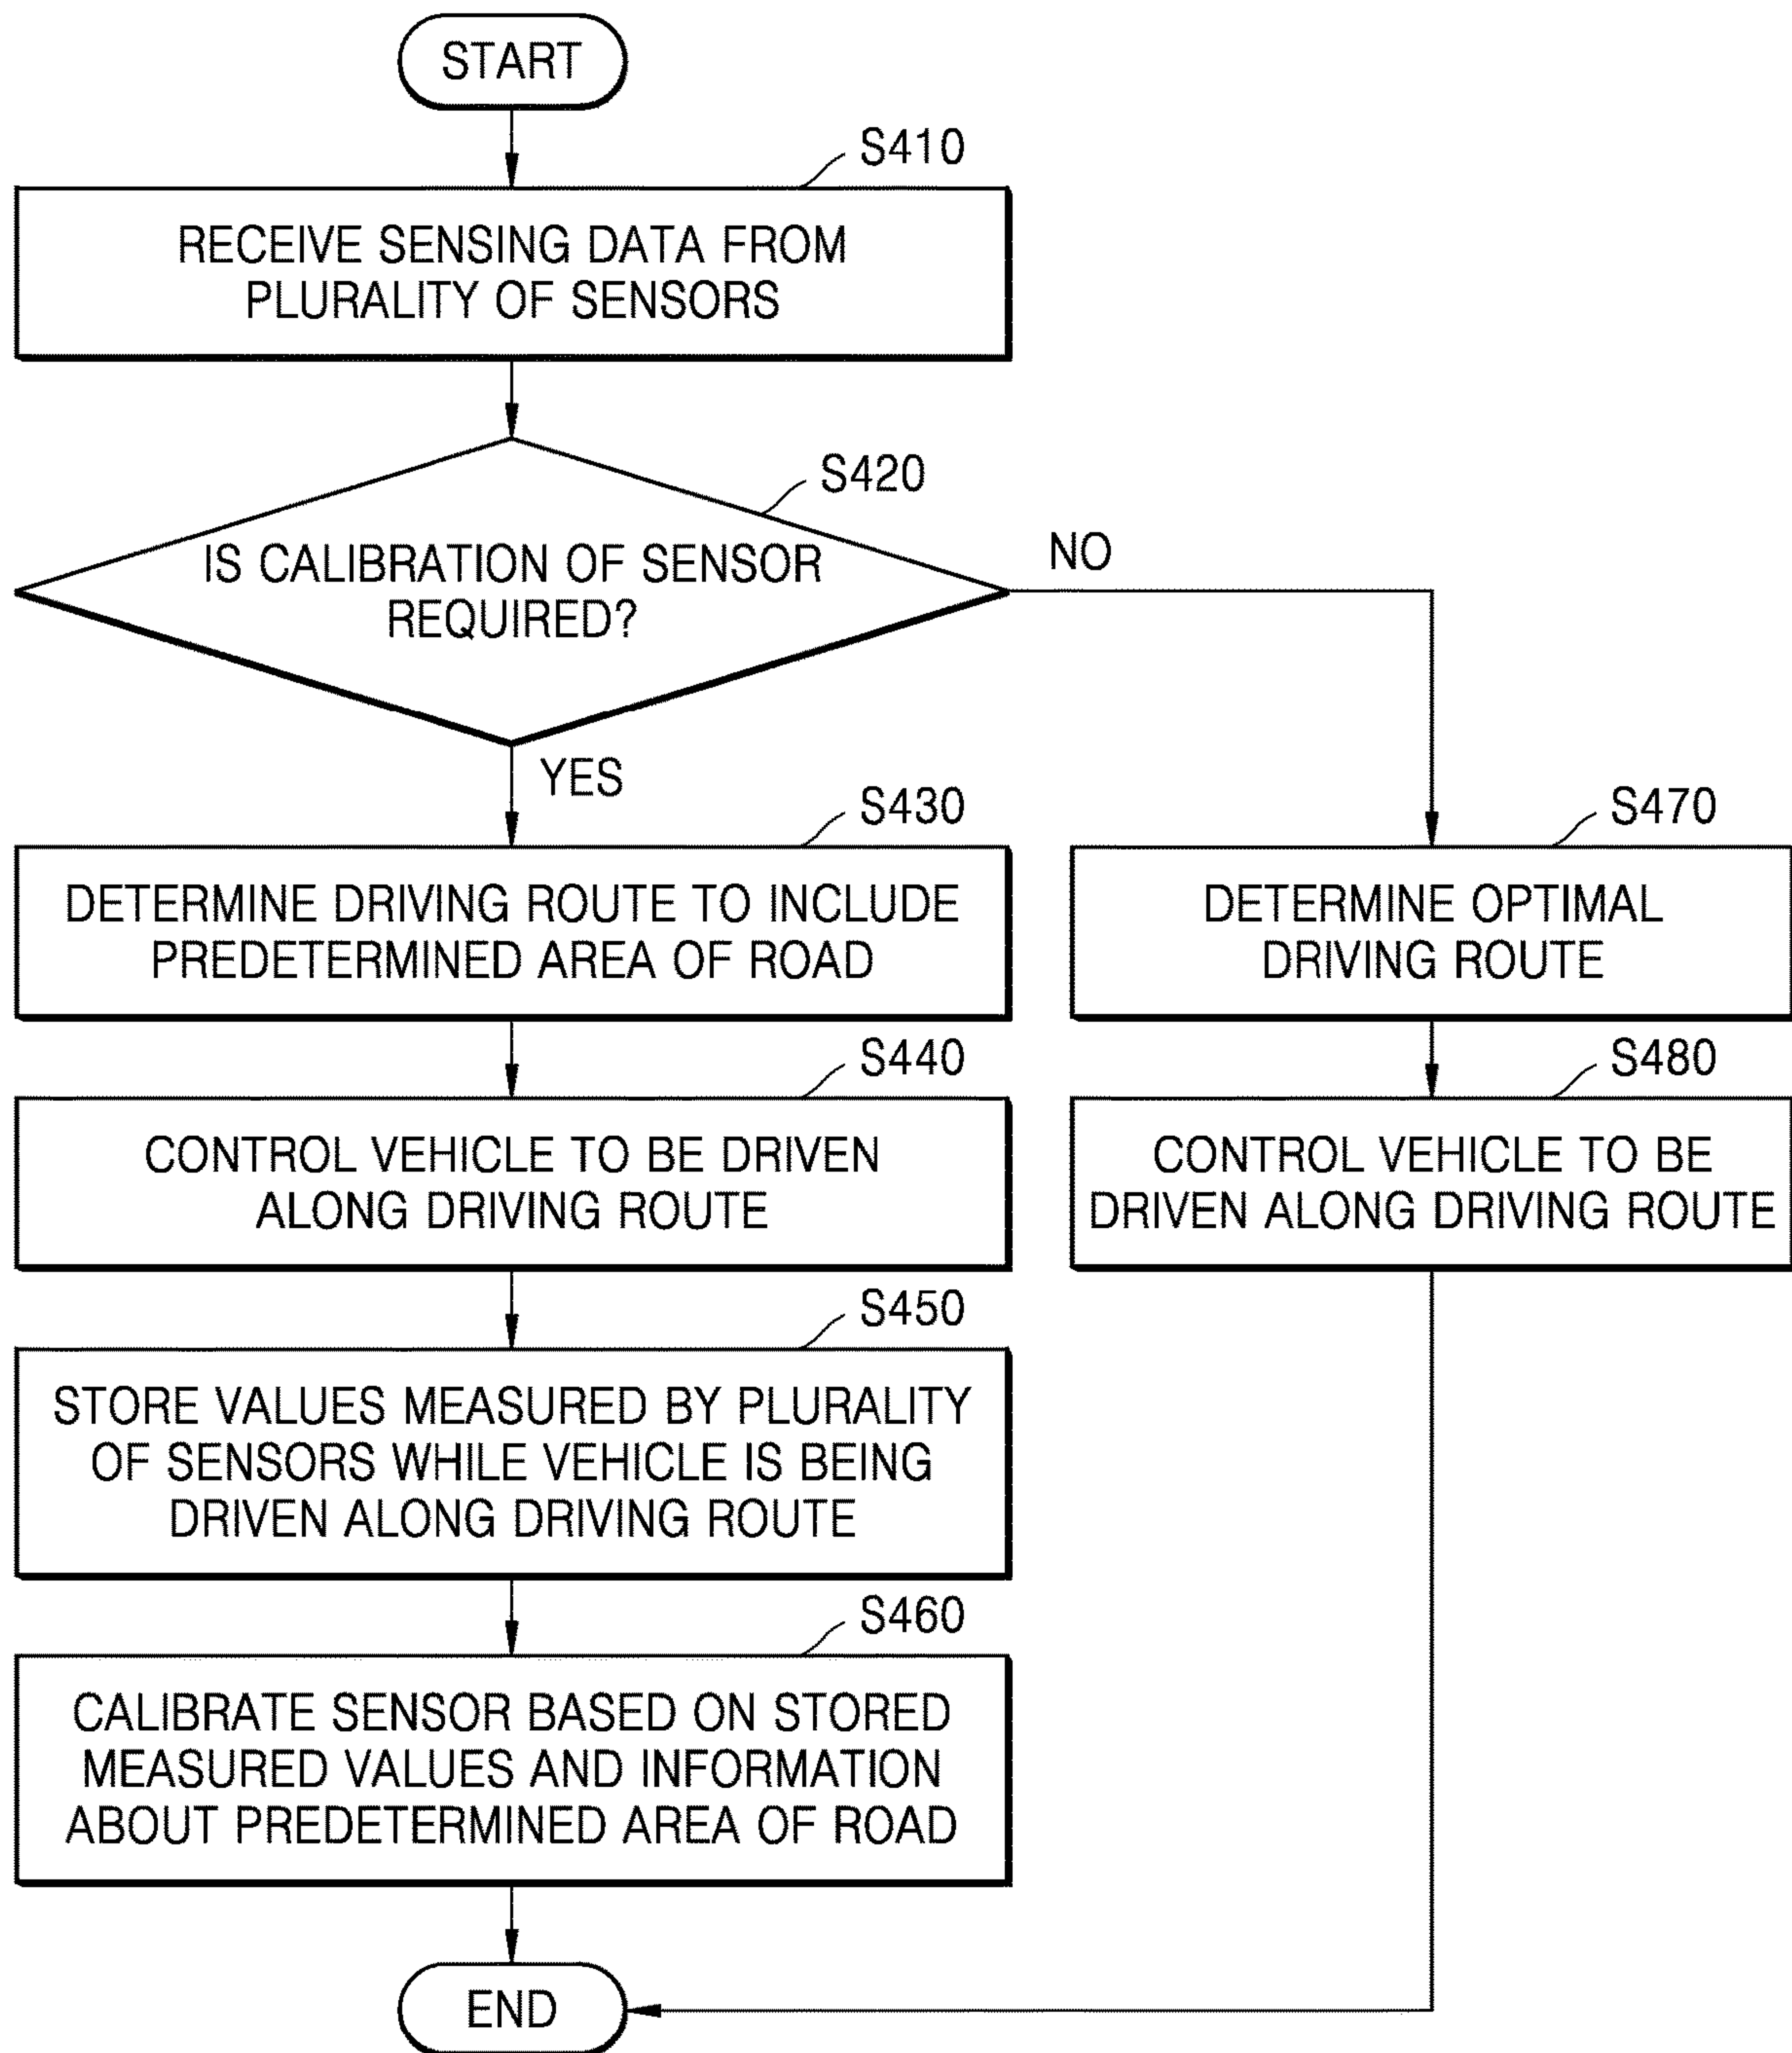 START
S410
RECEIVE SENSING DATA FROM
PLURALITY OF SENSORS
S420
IS CALIBRATION OF SENSOR
REQUIRED?
NO
YES
S430
DETERMINE DRIVING ROUTE TO INCLUDE
PREDETERMINED AREA OF ROAD
S470
DETERMINE OPTIMAL
DRIVING ROUTE
S440
CONTROL VEHICLE TO BE DRIVEN
ALONG DRIVING ROUTE
S480
CONTROL VEHICLE TO BE
DRIVEN ALONG DRIVING ROUTE
S450
STORE VALUES MEASURED BY PLURALITY
OF SENSORS WHILE VEHICLE IS BEING
DRIVEN ALONG DRIVING ROUTE
S460
CALIBRATE SENSOR BASED ON STORED
MEASURED VALUES AND INFORMATION
ABOUT PREDETERMINED AREA OF ROAD
END